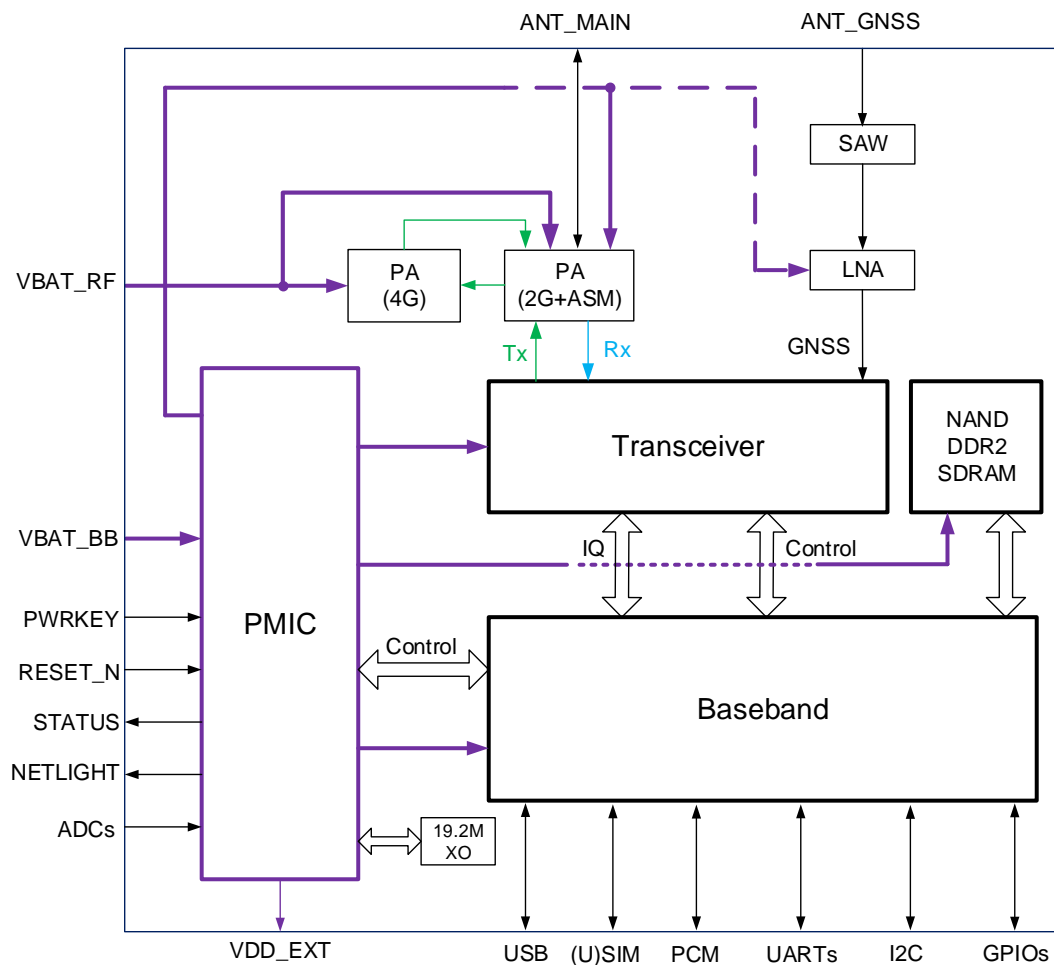 ANT_MAIN
ANT_GNSS
SAW
VBAT_RF
PA
(4G)
PA
(2G+ASM)
LNA
Tx
Rx
GNSS
Transceiver
NAND
DDR2
SDRAM
VBAT_BB
IQ
Control
PWRKEY
PMIC
Control
RESET_N
Baseband
STATUS
NETLIGHT
ADCs
19.2M
XO
VDD_EXT
USB
(U)SIM
PCM
UARTs
I2C
GPIOs